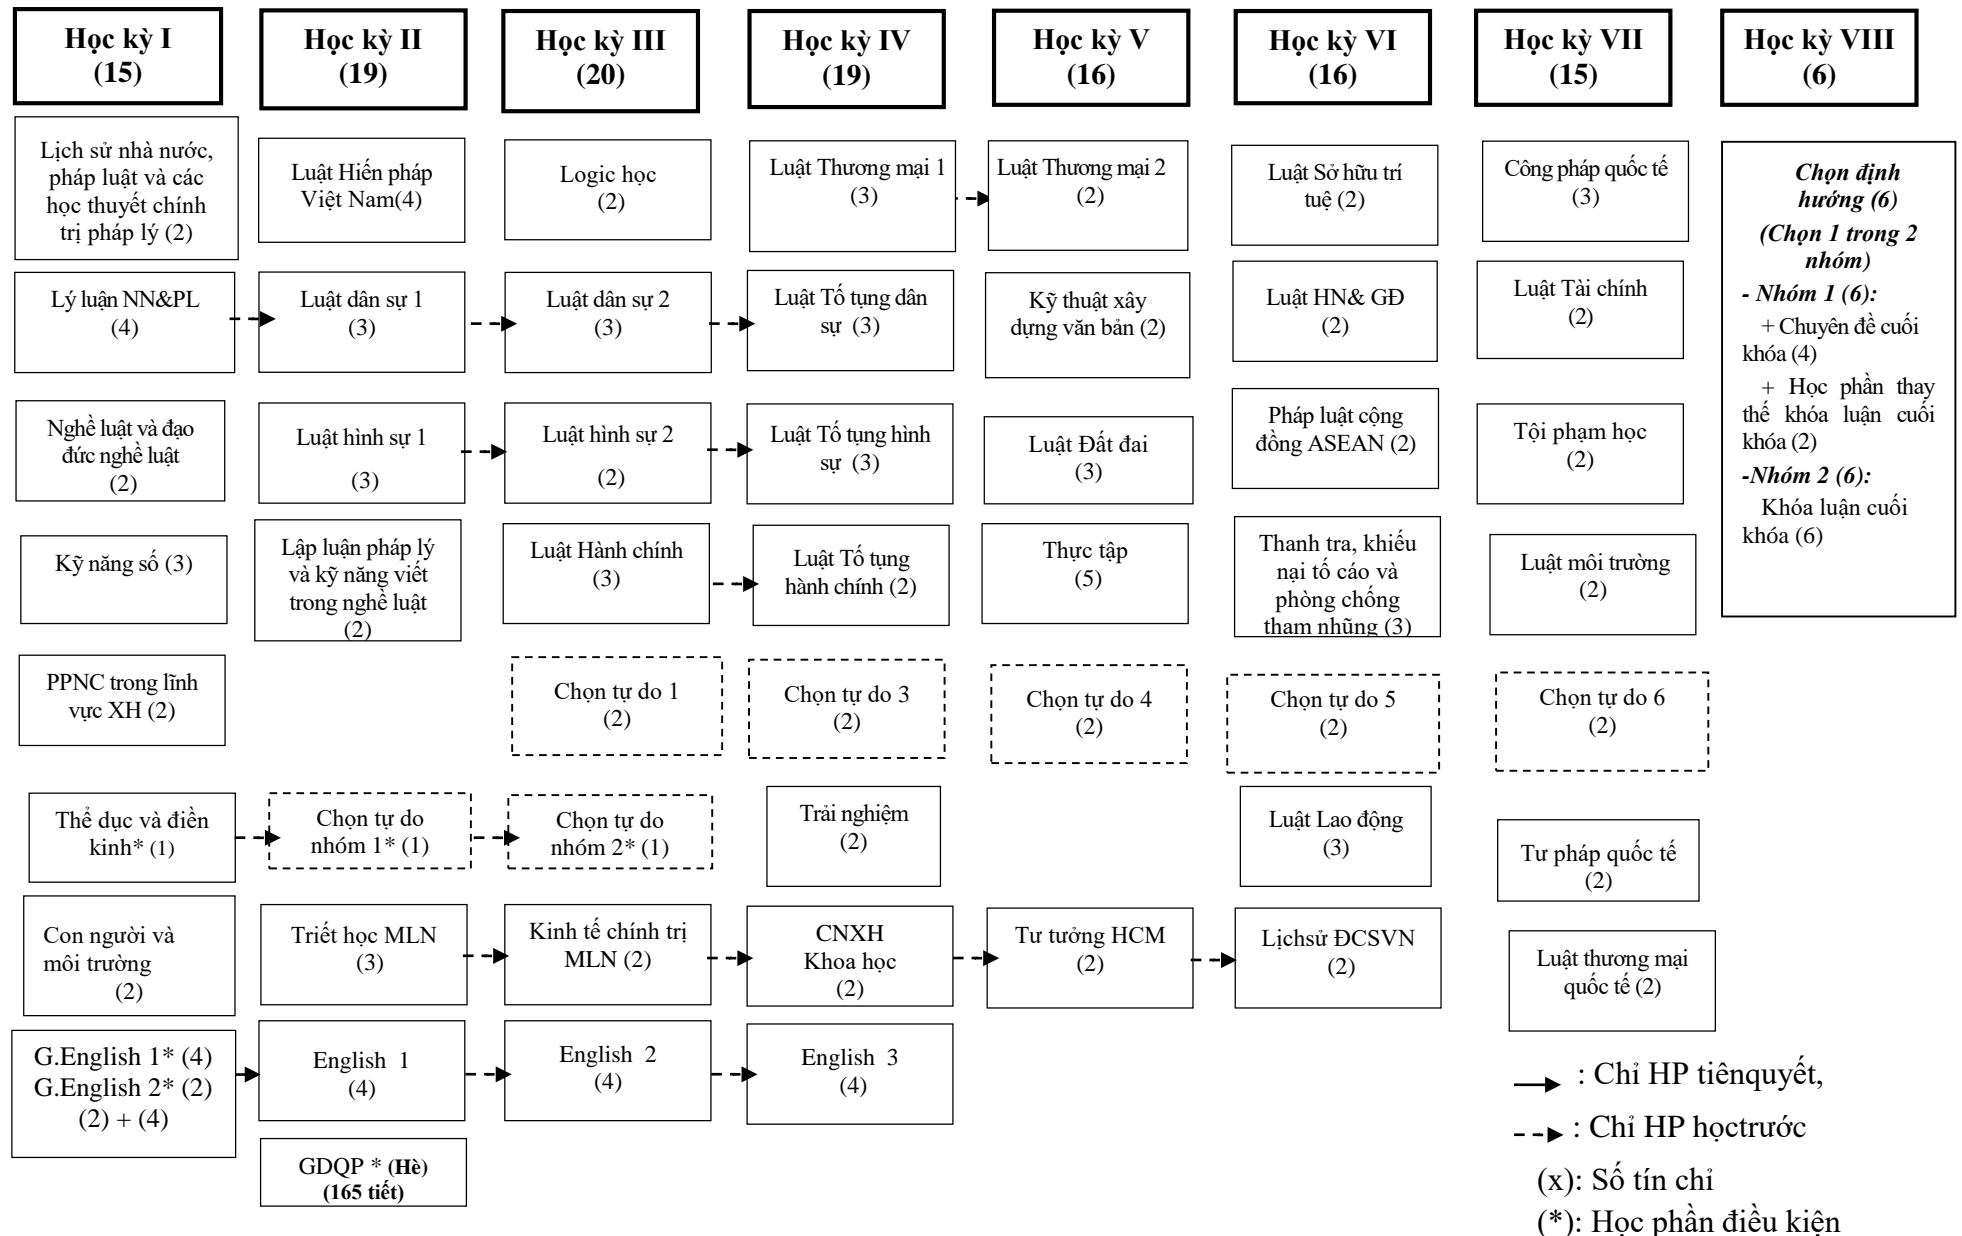 Học kỳ I
(15)
Học kỳ II
(19)
Học kỳ III
(20)
Học kỳ IV
(19)
Học kỳ V
(16)
Học kỳ VI
(16)
Học kỳ VII
(15)
Học kỳ VIII
(6)
Lịch sử nhà nước,
pháp luật và các
học thuyết chính
trị pháp lý (2)
Luật Hiến pháp
Việt Nam(4)
Logic học
(2)
Luật Thương mại 1
(3)
Luật Thương mại 2
(2)
Luật Sở hữu trí
tuệ (2)
Công pháp quốc tế
(3)
Chọn định
hướng (6)
(Chọn 1 trong 2
nhóm)
- Nhóm 1 (6):
+ Chuyên đề cuối
khóa (4)
+ Học phần thay
thế khóa luận cuối
khóa (2)
-Nhóm 2 (6):
Khóa luận cuối
khóa (6)
Lý luận NN&PL
(4)
Luật dân sự 1
(3)
Luật dân sự 2
(3)
Luật Tố tụng dân
sự (3)
Kỹ thuật xây
dựng văn bản (2)
Luật HN& GĐ
(2)
Luật Tài chính
(2)
Nghề luật và đạo
đức nghề luật
(2)
Luật hình sự 1
(3)
Luật hình sự 2
(2)
Luật Tố tụng hình
sự (3)
Luật Đất đai
(3)
Pháp luật cộng
đồng ASEAN (2)
Tội phạm học
(2)
Kỹ năng số (3)
Lập luận pháp lý
và kỹ năng viết
trong nghề luật
(2)
Luật Hành chính
(3)
Luật Tố tụng
hành chính (2)
Thực tập
(5)
Thanh tra, khiếu
nại tố cáo và
phòng chống
tham nhũng (3)
Luật môi trường
(2)
PPNC trong lĩnh
vực XH (2)
Chọn tự do 1
(2)
Chọn tự do 3
(2)
Chọn tự do 4
(2)
Chọn tự do 5
(2)
Chọn tự do 6
(2)
Thể dục và điền
kinh* (1)
Chọn tự do
nhóm 1* (1)
Chọn tự do
nhóm 2* (1)
Trải nghiệm
(2)
Luật Lao động
(3)
Tư pháp quốc tế
(2)
Con người và
môi trường
(2)
Triết học MLN
(3)
Kinh tế chính trị
MLN (2)
CNXH
Khoa học
(2)
Tư tưởng HCM
(2)
Lịchsử ĐCSVN
(2)
Luật thương mại
quốc tế (2)
G.English 1* (4)
G.English 2* (2)
(2) + (4)
English 1
(4)
English 2
(4)
English 3
(4)
GDQP * (Hè)
(165 tiết)
: Chỉ HP tiênquyết,
: Chỉ HP họctrước
(x): Số tín chỉ
(*): Học phần điều kiện